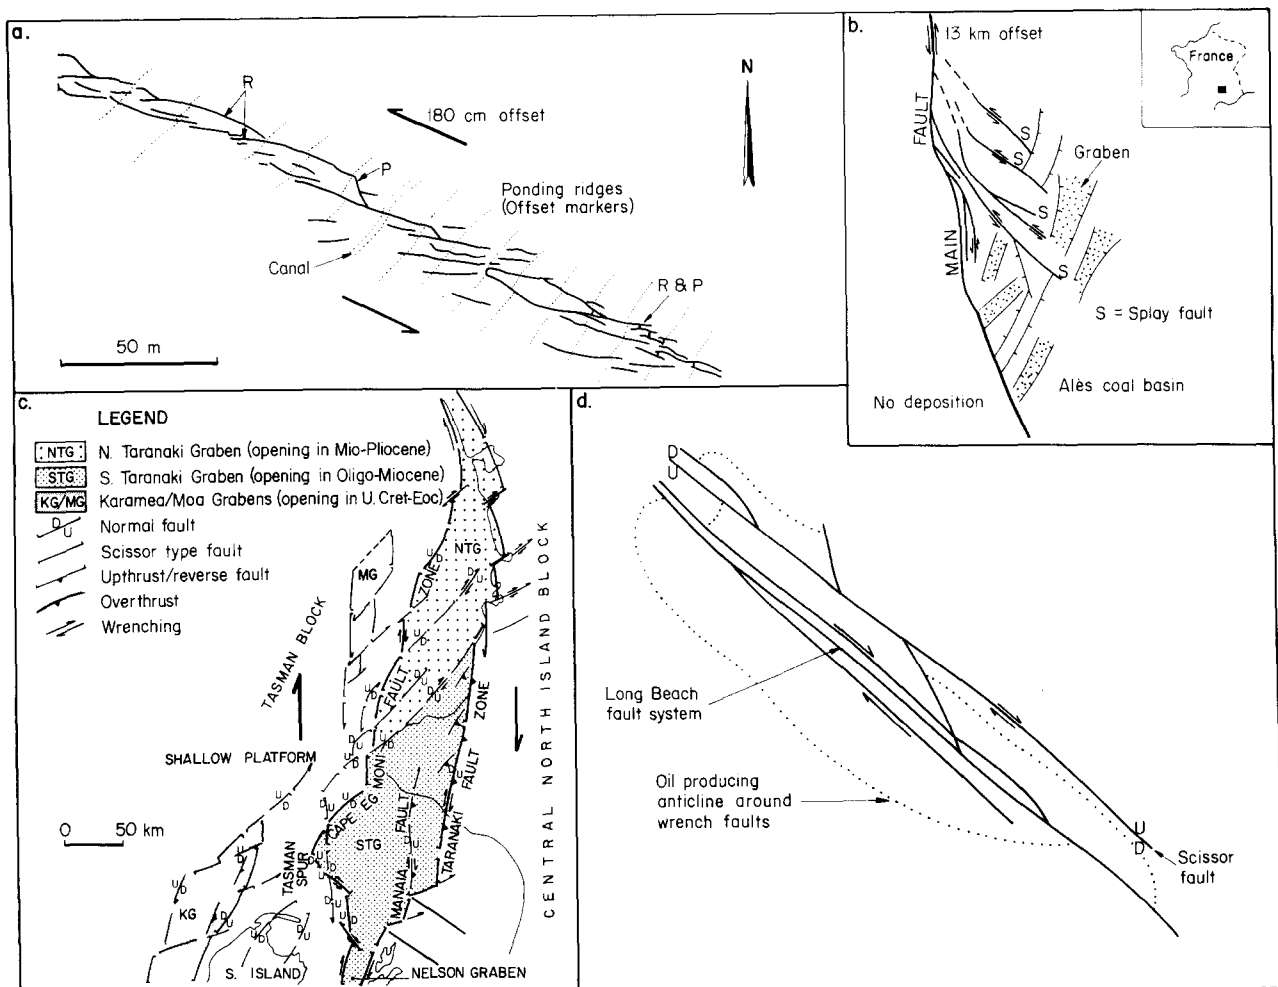 a.
R
180 cm offset
N
P
Ponding ridges
(Offset markers)
Canal
R & P
50 m
b.
13 km offset
France
FAULT
S
S
Graben
S
MAIN
S
S = Splay fault
No deposition
Alès coal basin
c.
LEGEND
NTG N. Taranaki Graben (opening in Mio-Pliocene)
STG S. Taranaki Graben (opening in Oligo-Miocene)
KG/MG Karamea/Moa Grabens (opening in U. Cret-Eoc)
D U Normal fault
Scissor type fault
Upthrust/reverse fault
Overthrust
Wrenching
NTG
MG
ZONE
TASMAN BLOCK
FAULT
ZONE
CENTRAL NORTH ISLAND BLOCK
SHALLOW PLATFORM
CAPE EGMONT
FAULT
0 50 km
STG
FAULT
TARANAKI
TASMAN
SPUR
MANAIA
KG
S. ISLAND
NELSON GRABEN
d.
D
U
Long Beach
fault system
Oil producing
anticline around
wrench faults
U
D
Scissor
fault